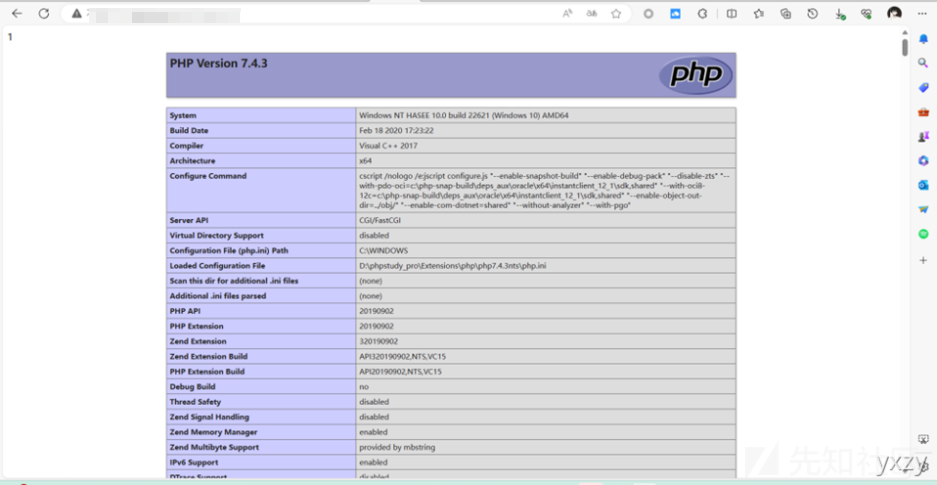 1
PHP Version 7.4.3
php
System Windows NT HASEE 10.0 build 22621 (Windows 10) AMD64
Build Date Feb 18 2020 17:23:22
Compiler Visual C++ 2017
Architecture x64
Configure Command cscript /nologo /e:jscript configure.js "--enable-snapshot-build" "--enable-debug-pack" "--disable-zts" "--
with-pdo-oci=c:\php-snap-build\deps_aux\oracle\x64\instantclient_12_1\sdk,shared" "--with-oci8-
12c=c:\php-snap-build\deps_aux\oracle\x64\instantclient_12_1\sdk,shared" "--enable-object-out-
dir=../obj/" "--enable-com-dotnet=shared" "--without-analyzer" "--with-pgo"
Server API CGI/FastCGI
Virtual Directory Support disabled
Configuration File (php.ini) Path C:\WINDOWS
Loaded Configuration File D:\phpstudy_pro\Extensions\php\php7.4.3nts\php.ini
Scan this dir for additional .ini files (none)
Additional .ini files parsed (none)
PHP API 20190902
PHP Extension 20190902
Zend Extension 320190902
Zend Extension Build API320190902,NTS,VC15
PHP Extension Build API20190902,NTS,VC15
Debug Build no
Thread Safety disabled
Zend Signal Handling disabled
Zend Memory Manager enabled
Zend Multibyte Support provided by mbstring
IPv6 Support enabled
DTrace Support disabled
先知社区
yxzy